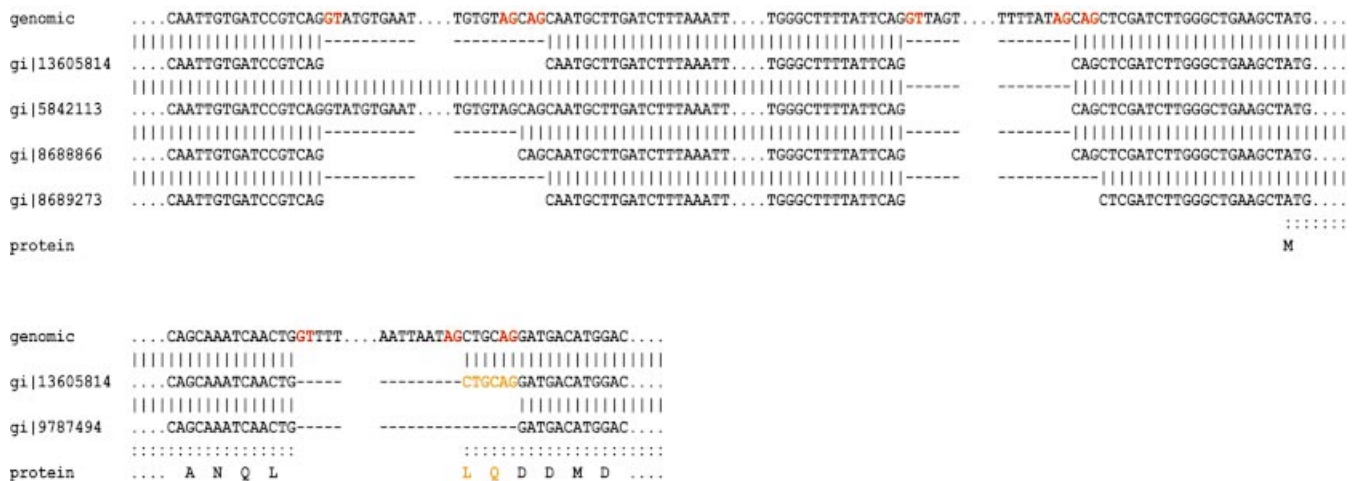 genomic ....CAATTGTGATCCGTCAGGTATGTGAAT....TGTGTAGCAGCAATGCTTGATCTTTAAATT....TGGGCTTTTATTCAGGTTAGT....TTTTATAGCAGCTCGATCTTGGGCTGAAGCTATG....
|||||||||||||||||||||---------- ----------||||||||||||||||||||||||||||||||||||||||------ ---------||||||||||||||||||||||||||||||
gi|13605814 ....CAATTGTGATCCGTCAG CAATGCTTGATCTTTAAATT....TGGGCTTTTATTCAG CAGCTCGATCTTGGGCTGAAGCTATG....
||||||||||||||||||||||||||||||||||||||||||||||||||||||||||||||||||||||||||||||||||||||------ ---------||||||||||||||||||||||||||||||
gi|5842113 ....CAATTGTGATCCGTCAGGTATGTGAAT....TGTGTAGCAGCAATGCTTGATCTTTAAATT....TGGGCTTTTATTCAG CAGCTCGATCTTGGGCTGAAGCTATG....
|||||||||||||||||||||---------- -------|||||||||||||||||||||||||||||||||||||||||||------ ---------||||||||||||||||||||||||||||||
gi|8688866 ....CAATTGTGATCCGTCAG CAGCAATGCTTGATCTTTAAATT....TGGGCTTTTATTCAG CAGCTCGATCTTGGGCTGAAGCTATG....
|||||||||||||||||||||---------- ----------||||||||||||||||||||||||||||||||||||||||------ ------------|||||||||||||||||||||||||||
gi|8689273 ....CAATTGTGATCCGTCAG CAATGCTTGATCTTTAAATT....TGGGCTTTTATTCAG CTCGATCTTGGGCTGAAGCTATG....
:::::::
protein M
genomic ....CAGCAAATCAACTGGTTTT....AATTAATAGCTGCAGGATGACATGGAC....
|||||||||||||||||| ||||||||||||||||||||||
gi|13605814 ....CAGCAAATCAACTG----- ---------CTGCAGGATGACATGGAC....
|||||||||||||||||| ||||||||||||||||
gi|9787494 ....CAGCAAATCAACTG----- ---------------GATGACATGGAC....
:::::::::::::::::: ::::::::::::::::::::::
protein .... A N Q L L Q D D M D ....